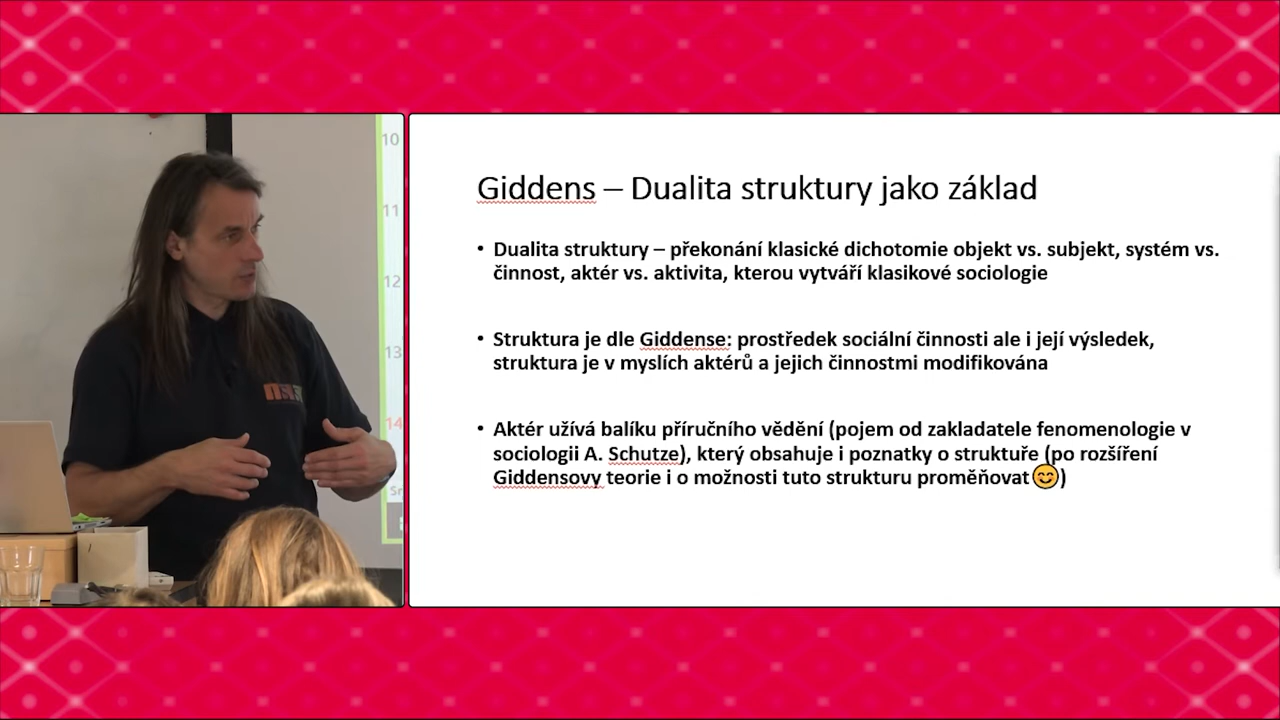 10
11
12
13
14
Giddens – Dualita struktury jako základ
• Dualita struktury – překonání klasické dichotomie objekt vs. subjekt, systém vs.
činnost, aktér vs. aktivita, kterou vytváří klasikové sociologie
• Struktura je dle Giddense: prostředek sociální činnosti ale i její výsledek,
struktura je v myslích aktérů a jejich činnostmi modifikována
• Aktér užívá balíku příručního vědění (pojem od zakladatele fenomenologie v
sociologii A. Schutze), který obsahuje i poznatky o struktuře (po rozšíření
Giddensovy teorie i o možnosti tuto strukturu proměňovat😊)